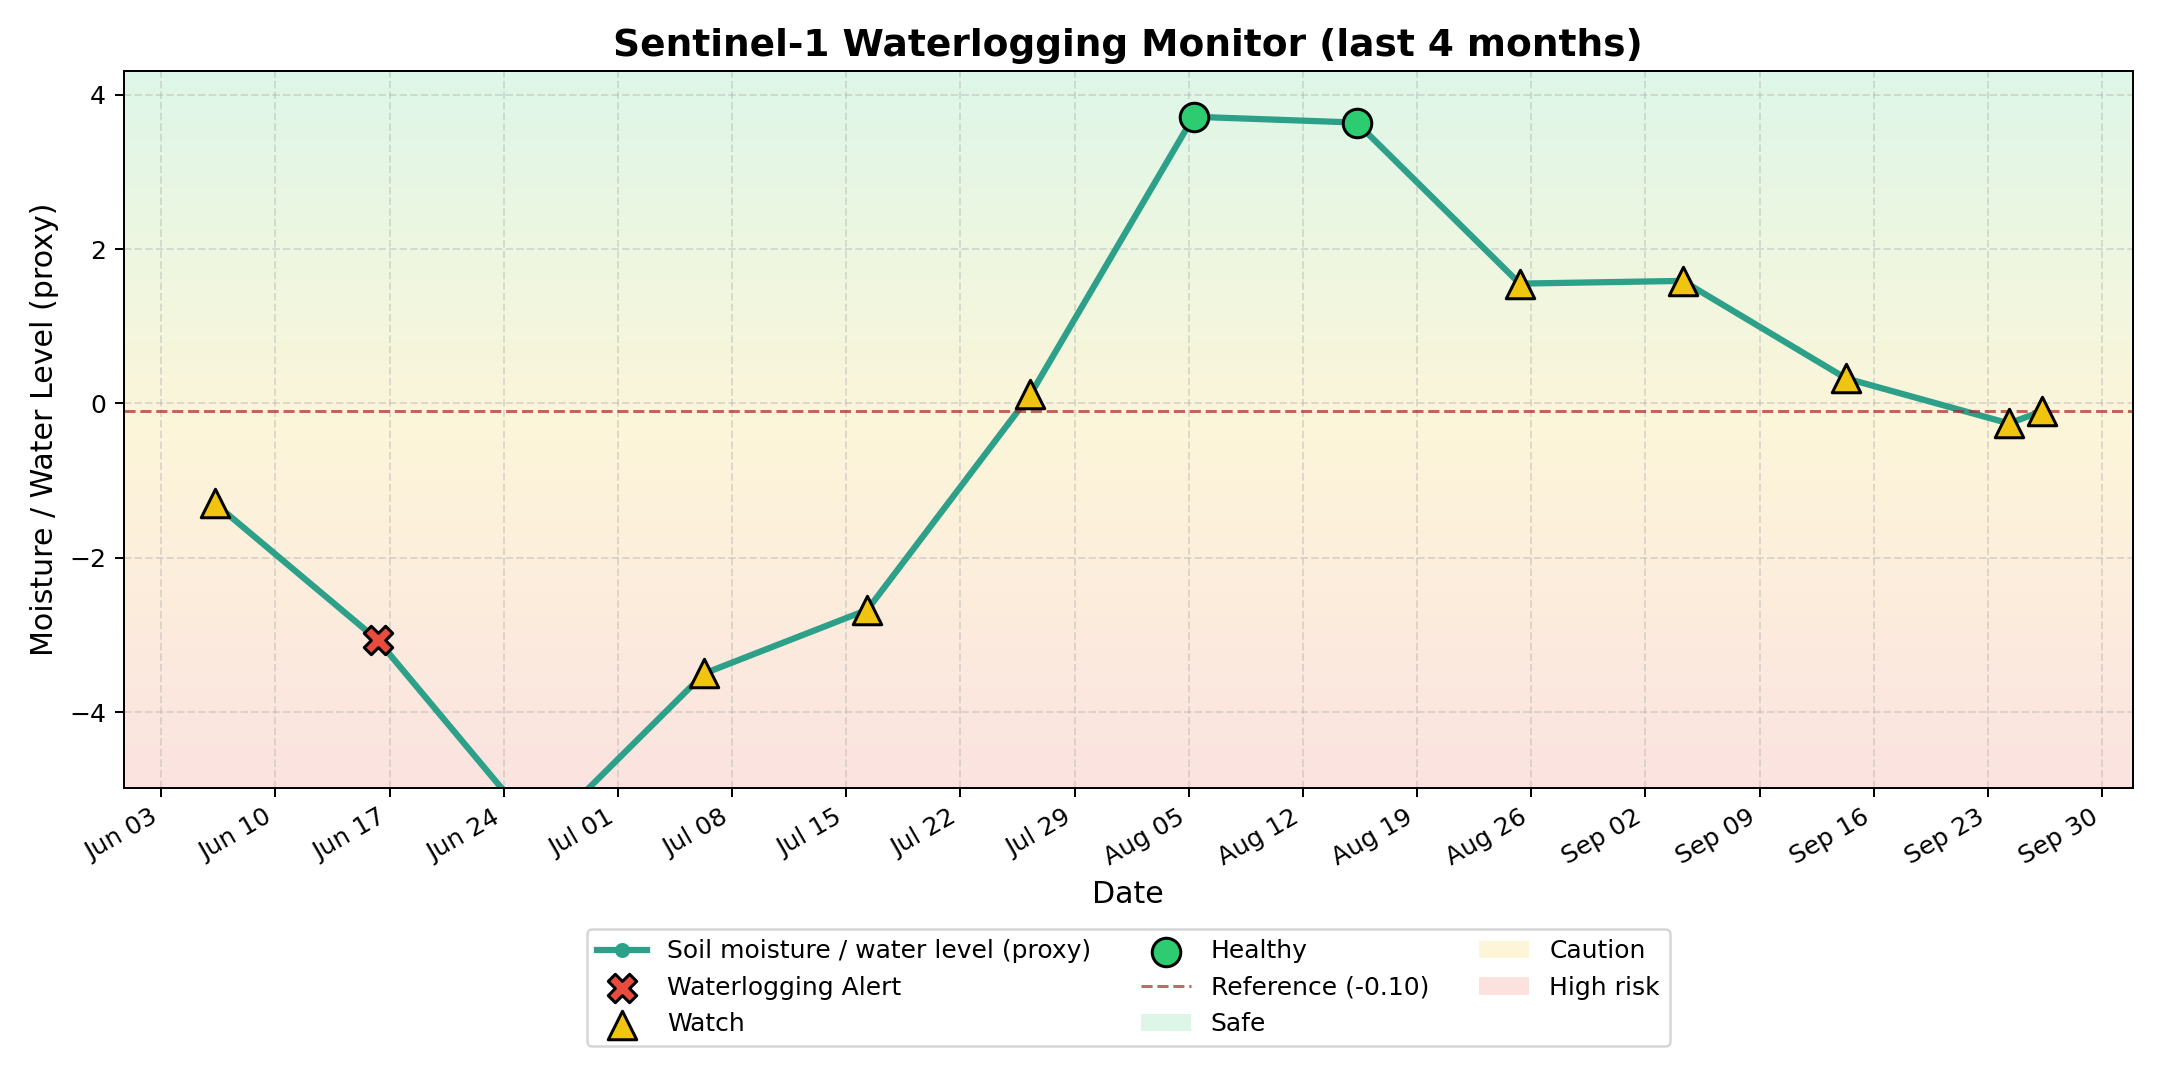 Sentinel-1 Waterlogging Monitor (last 4 months)
Moisture / Water Level (proxy)
4
2
0
−2
−4
Jun 03
Jun 10
Jun 17
Jun 24
Jul 01
Jul 08
Jul 15
Jul 22
Jul 29
Aug 05
Aug 12
Aug 19
Aug 26
Sep 02
Sep 09
Sep 16
Sep 23
Sep 30
Date
Soil moisture / water level (proxy)
Waterlogging Alert
Watch
Healthy
Reference (-0.10)
Safe
Caution
High risk